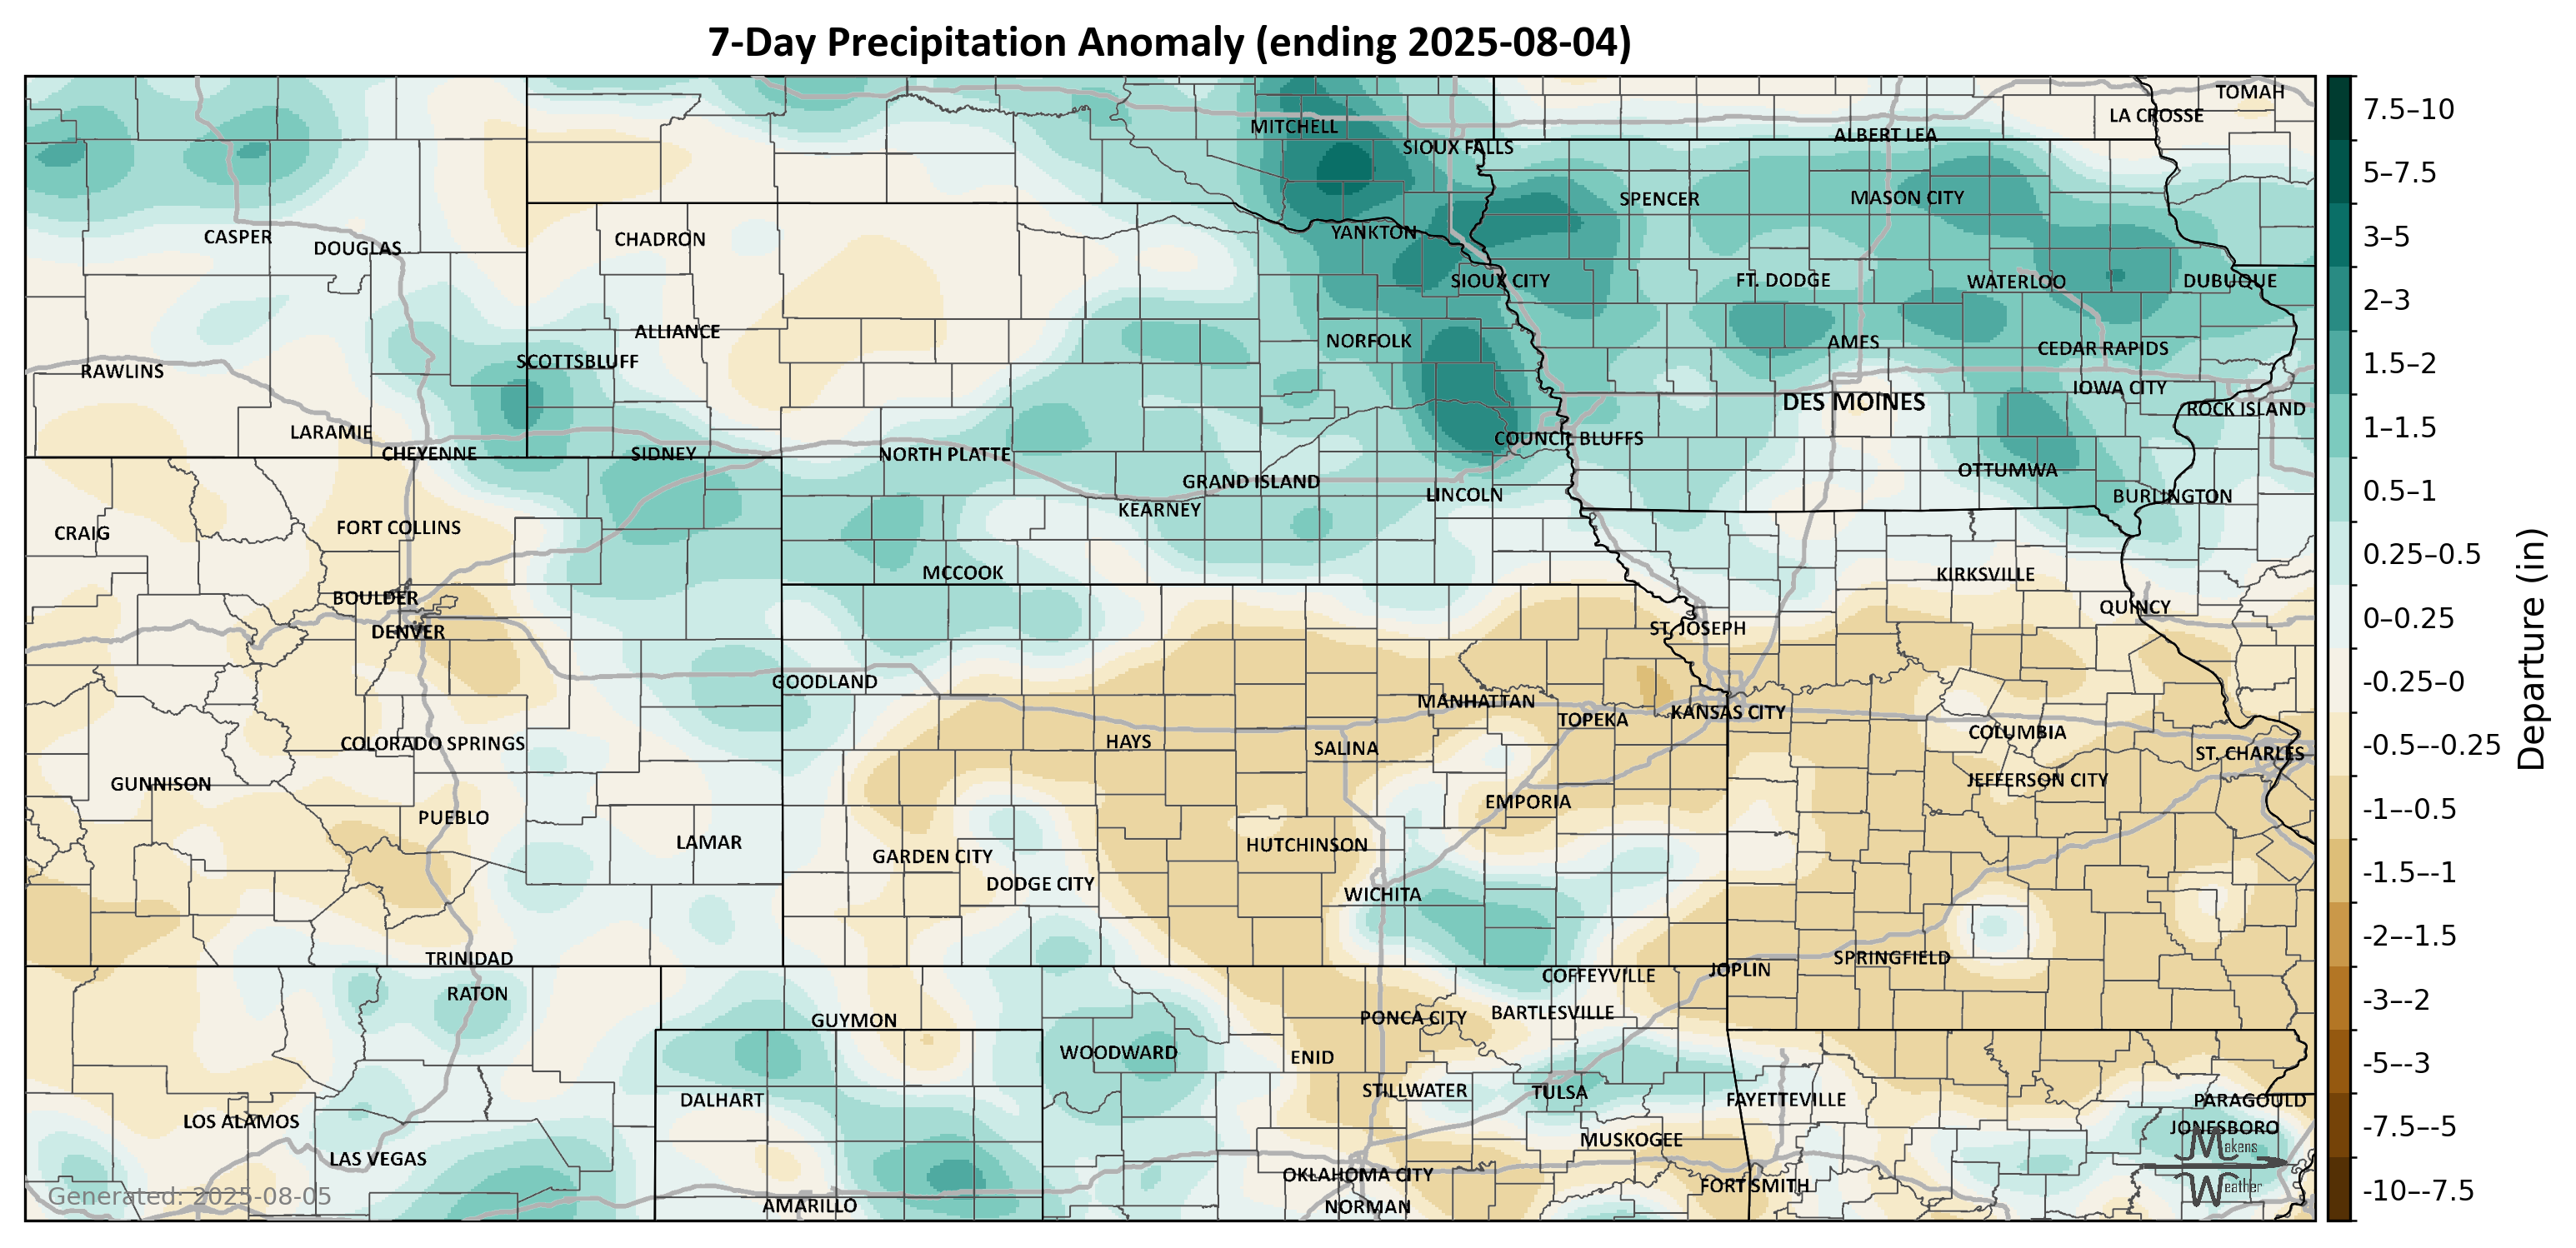 7-Day Precipitation Anomaly (ending 2025-08-04)
TOMAH
LA CROSSE
MITCHELL
ALBERT LEA
SIOUX FALLS
SPENCER
MASON CITY
YANKTON
CASPER
DOUGLAS
CHADRON
SIOUX CITY
FT. DODGE
WATERLOO
DUBUQUE
ALLIANCE
NORFOLK
AMES
CEDAR RAPIDS
SCOTTSBLUFF
RAWLINS
IOWA CITY
DES MOINES
ROCK ISLAND
LARAMIE
COUNCIL BLUFFS
CHEYENNE
SIDNEY
NORTH PLATTE
OTTUMWA
GRAND ISLAND
LINCOLN
BURLINGTON
KEARNEY
CRAIG
FORT COLLINS
MCCOOK
KIRKSVILLE
BOULDER
QUINCY
DENVER
ST. JOSEPH
GOODLAND
MANHATTAN
TOPEKA
KANSAS CITY
COLUMBIA
COLORADO SPRINGS
HAYS
SALINA
ST. CHARLES
GUNNISON
JEFFERSON CITY
EMPORIA
PUEBLO
LAMAR
HUTCHINSON
GARDEN CITY
DODGE CITY
WICHITA
TRINIDAD
SPRINGFIELD
COFFEYVILLE
JOPLIN
RATON
GUYMON
PONCA CITY
BARTLESVILLE
WOODWARD
ENID
STILLWATER
TULSA
DALHART
FAYETTEVILLE
PARAGOULD
LOS ALAMOS
JONESBORO
MUSKOGEE
LAS VEGAS
OKLAHOMA CITY
FORT SMITH
AMARILLO
NORMAN
Generated: 2025-08-05
Makens
Weather
7.5–10
5–7.5
3–5
2–3
1.5–2
1–1.5
0.5–1
0.25–0.5
0–0.25
-0.25–0
-0.5–-0.25
-1–-0.5
-1.5–-1
-2–-1.5
-3–-2
-5–-3
-7.5–-5
-10–-7.5
Departure (in)